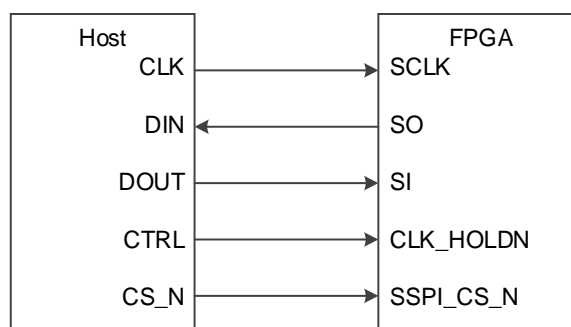 Host FPGA
CLK SCLK
DIN SO
DOUT SI
CTRL CLK_HOLDN
CS_N SSPI_CS_N